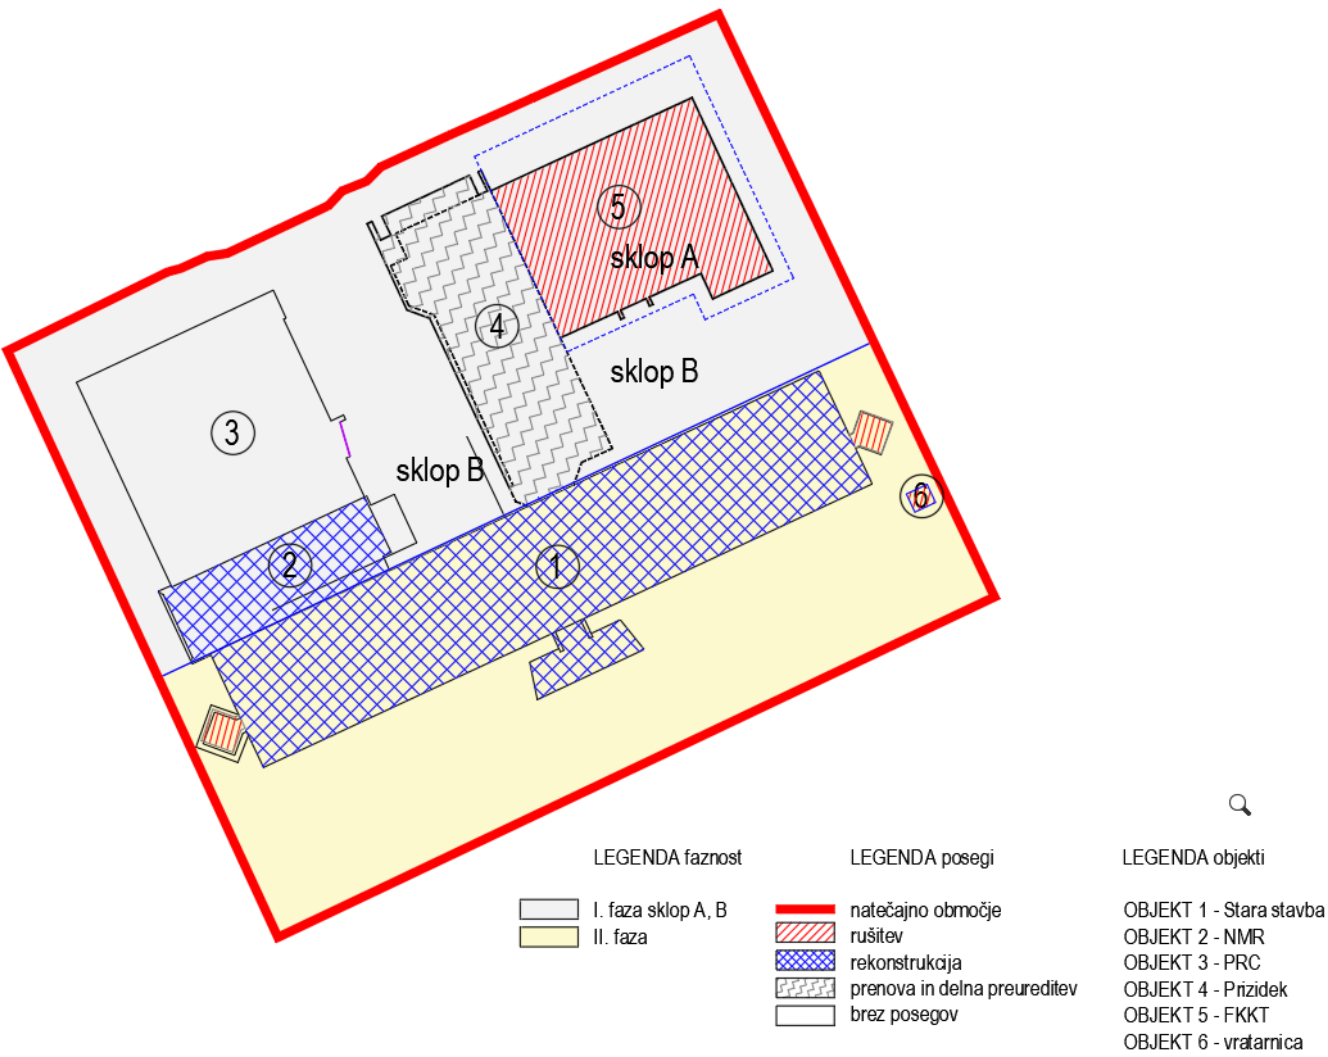 5
sklop A
4
sklop B
3
sklop B
6
2
1
LEGENDA faznost
I. faza sklop A, B
II. faza
LEGENDA posegi
natečajno območje
rušitev
rekonstrukcija
prenova in delna preureditev
brez posegov
LEGENDA objekti
OBJEKT 1 - Stara stavba
OBJEKT 2 - NMR
OBJEKT 3 - PRC
OBJEKT 4 - Prizidek
OBJEKT 5 - FKKT
OBJEKT 6 - vratarnica